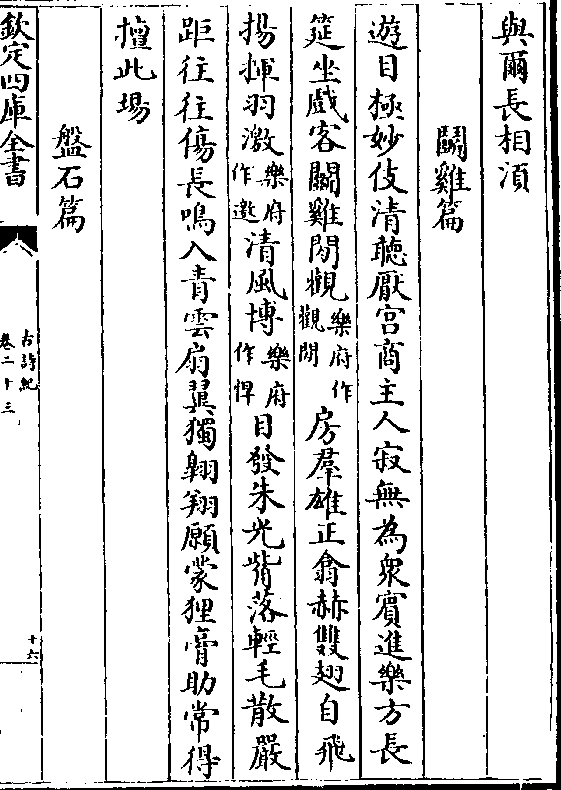 與爾長相湏
鬬雞篇
遊目極妙伎清聽厭宫商主人寂無為衆賓進樂方長
筵坐戲客鬬雞閒觀樂府作觀閒房羣雄正翕赫雙翅自飛
揚揮羽激樂府作邀清風博樂府作悍目發朱光觜落輕毛散嚴
距往往傷長鳴入青雲扇翼獨翺翔願蒙狸膏助常得
擅此場
盤石篇
欽定四庫全書
古詩紀
卷二十三
十六